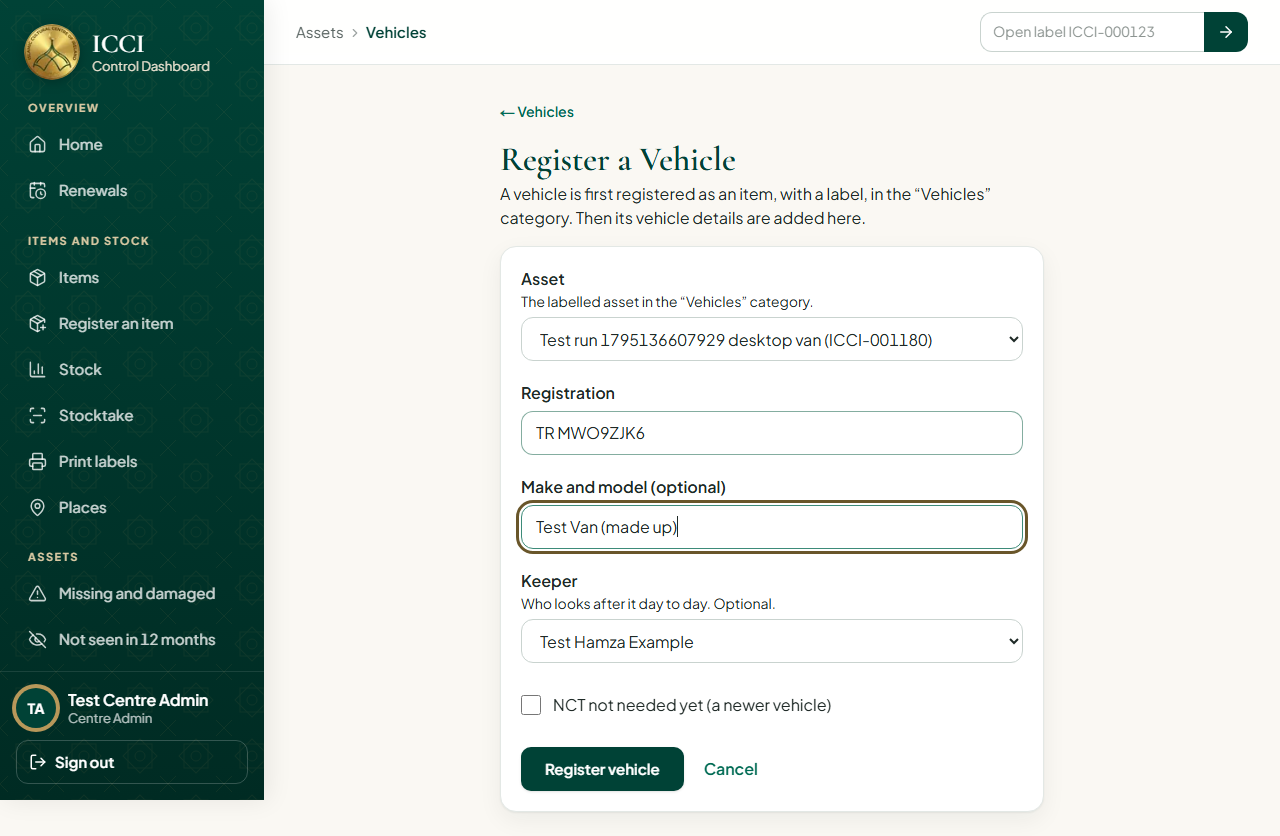 ICCI
Control Dashboard
OVERVIEW
Home
Renewals
ITEMS AND STOCK
Items
Register an item
Stock
Stocktake
Print labels
Places
ASSETS
Missing and damaged
Not seen in 12 months
TA
Test Centre Admin
Centre Admin
Sign out
Assets › Vehicles
Open label ICCI-000123
← Vehicles
Register a Vehicle
A vehicle is first registered as an item, with a label, in the “Vehicles”
category. Then its vehicle details are added here.
Asset
The labelled asset in the “Vehicles” category.
Test run 1795136607929 desktop van (ICCI-001180)
Registration
TR MWO9ZJK6
Make and model (optional)
Test Van (made up)
Keeper
Who looks after it day to day. Optional.
Test Hamza Example
NCT not needed yet (a newer vehicle)
Register vehicle
Cancel